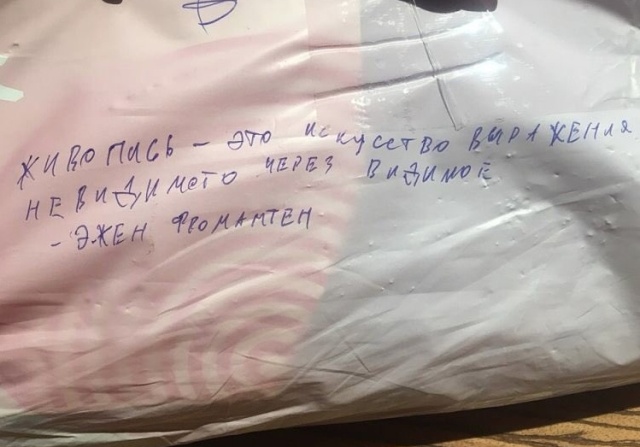 ЖИВОПИСЬ – ЭТО ИСКУССТВО ВЫРАЖЕНИЯ
НЕВИДИМОГО ЧЕРЕЗ ВИДИМОЕ
- ЭЖЕН ФРОМАНТЕН